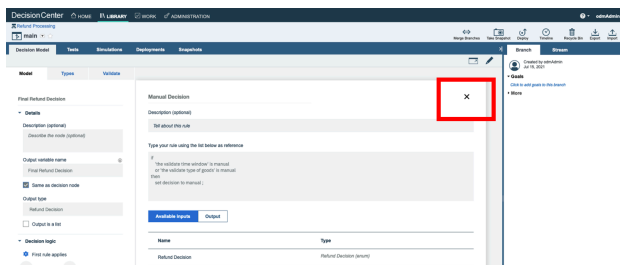 Decision Center HOME LIBRARY WORK ADMINISTRATION odmAdmin
Refund Processing
main
Merge Branches Take Snapshot Deploy Timeline Recycle Bin Export Import
Decision Model Tests Simulations Deployments Snapshots Branch Stream
Created by odmAdmin
Jul 15, 2021
Model Types Validate
Goals
Click to add goals to this branch
More
Final Refund Decision
Manual Decision
Details
Description (optional)
Describe the node (optional)
Description (optional)
Tell about this rule
Type your rule using the list below as reference
Output variable name
Final Refund Decision
if
'the validate time window' is manual
or 'the validate type of goods' is manual
then
set decision to manual ;
Same as decision node
Output type
Refund Decision
Output is a list
Available inputs Output
Decision logic
First rule applies
Name Type
Refund Decision Refund Decision (enum)